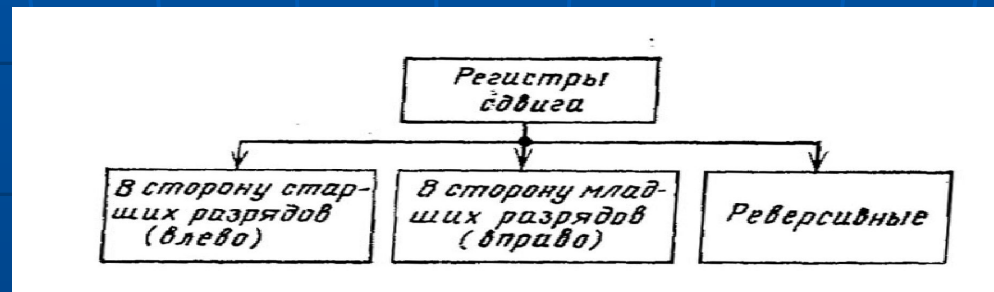 Регистры
сдвига
В сторону стар-
ших разрядов
(влево)
В сторону млад-
ших разрядов
(вправо)
Реверсивные